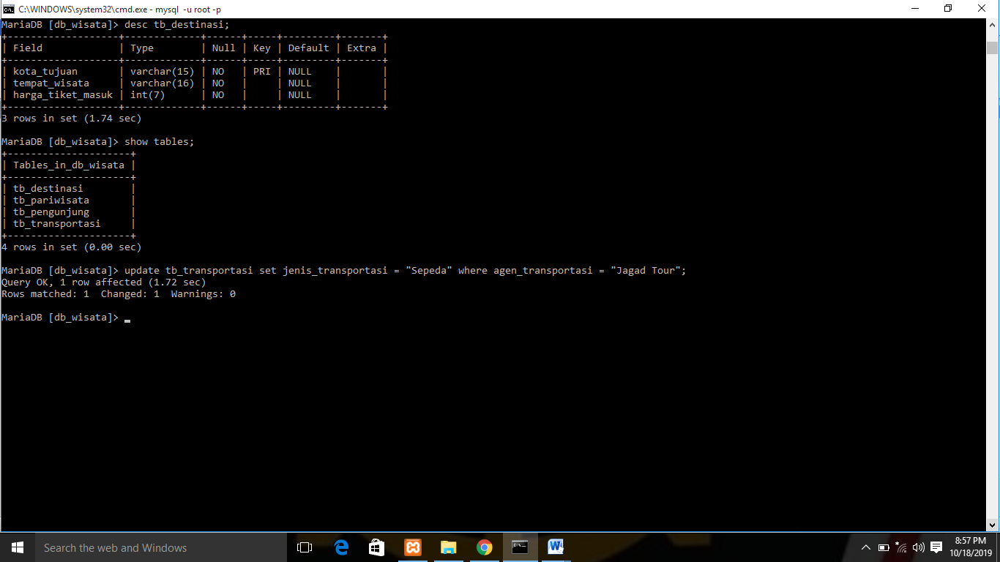 C:\WINDOWS\system32\cmd.exe - mysql  -u root -p
MariaDB [db_wisata]> desc tb_destinasi;
+-------------------+-------------+------+-----+---------+-------+
| Field             | Type        | Null | Key | Default | Extra |
+-------------------+-------------+------+-----+---------+-------+
| kota_tujuan       | varchar(15) | NO   | PRI | NULL    |       |
| tempat_wisata     | varchar(16) | NO   |     | NULL    |       |
| harga_tiket_masuk | int(7)      | NO   |     | NULL    |       |
+-------------------+-------------+------+-----+---------+-------+
3 rows in set (1.74 sec)
MariaDB [db_wisata]> show tables;
+---------------------+
| Tables_in_db_wisata |
+---------------------+
| tb_destinasi        |
| tb_pariwisata       |
| tb_pengunjung       |
| tb_transportasi     |
+---------------------+
4 rows in set (0.00 sec)
MariaDB [db_wisata]> update tb_transportasi set jenis_transportasi = "Sepeda" where agen_transportasi = "Jagad Tour";
Query OK, 1 row affected (1.72 sec)
Rows matched: 1  Changed: 1  Warnings: 0
MariaDB [db_wisata]> _
Search the web and Windows
8:57 PM
10/18/2019